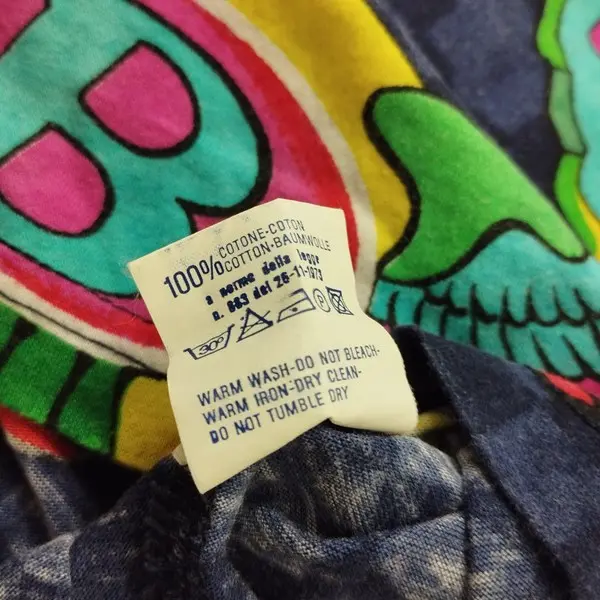 B
100% COTONE-COTON
COTTON-BAUMWOLLE
a norme della legge
n. 883 del 26-11-1973
30°
P
WARM WASH-DO NOT BLEACH-
WARM IRON-DRY CLEAN-
DO NOT TUMBLE DRY